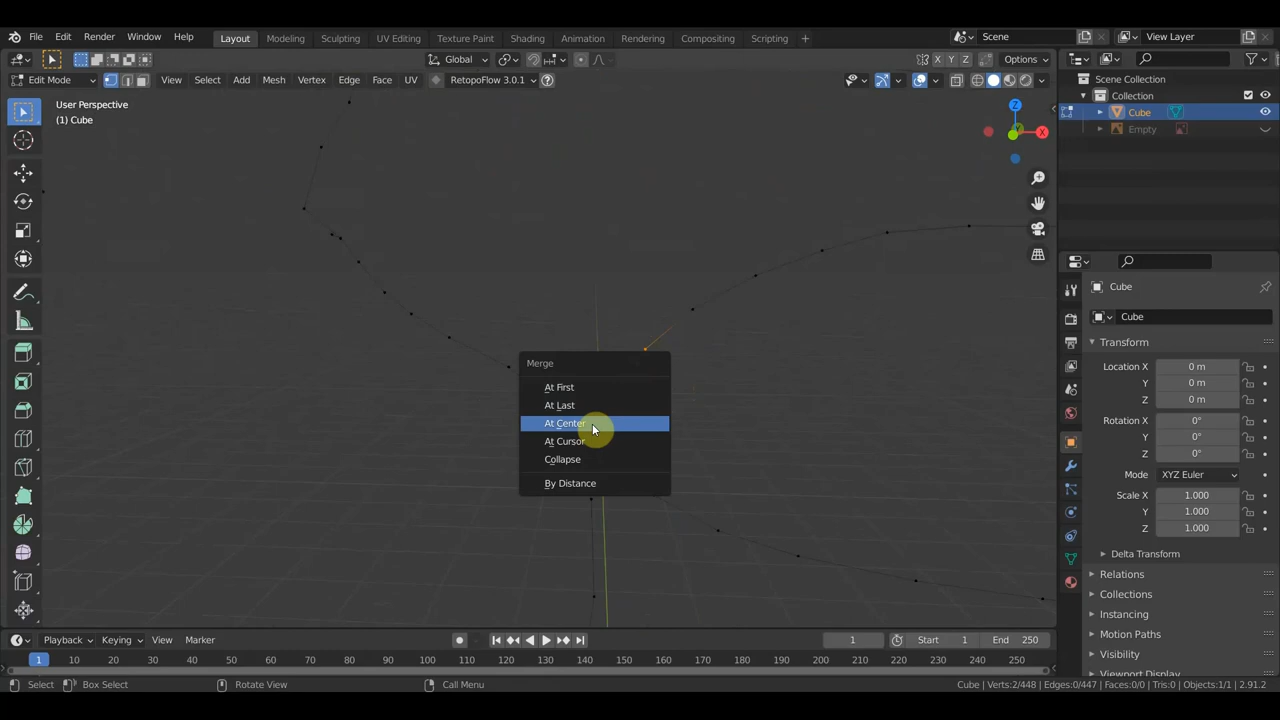 File Edit Render Window Help Layout Modeling Sculpting UV Editing Texture Paint Shading Animation Rendering Compositing Scripting + Scene View Layer
Global X Y Z Options
Edit Mode View Select Add Mesh Vertex Edge Face UV RetopoFlow 3.0.1
Scene Collection
Collection
Cube
Empty
User Perspective
(1) Cube
Z
X
Y
Merge
At First
At Last
At Center
At Cursor
Collapse
By Distance
Cube
Cube
Transform
Location X 0 m
Y 0 m
Z 0 m
Rotation X 0°
Y 0°
Z 0°
Mode XYZ Euler
Scale X 1.000
Y 1.000
Z 1.000
Delta Transform
Relations
Collections
Instancing
Motion Paths
Visibility
Viewport Display
Playback Keying View Marker 1 Start 1 End 250
1 10 20 30 40 50 60 70 80 90 100 110 120 130 140 150 160 170 180 190 200 210 220 230 240 250
Select Box Select Rotate View Call Menu Cube | Verts:2/448 | Edges:0/447 | Faces:0/0 | Tris:0 | Objects:1/1 | 2.91.2